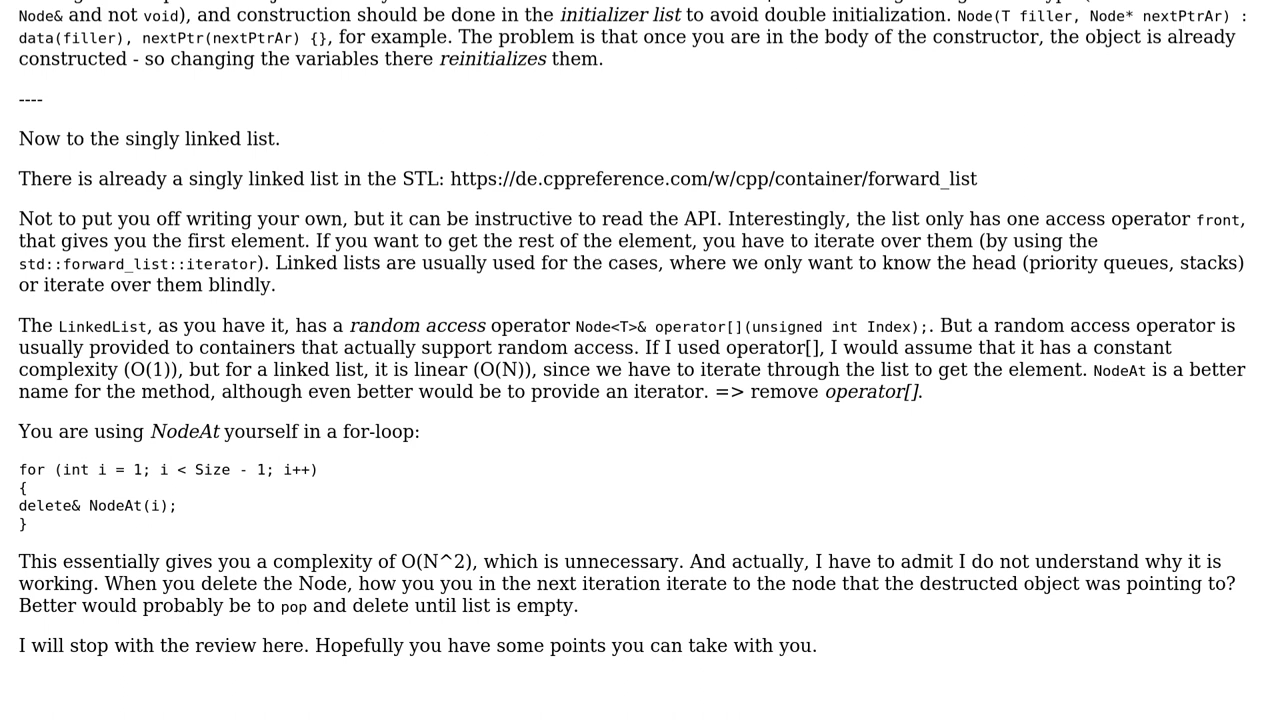 Node& and not void), and construction should be done in the initializer list to avoid double initialization. Node(T filler, Node* nextPtrAr) :
data(filler), nextPtr(nextPtrAr) {}, for example. The problem is that once you are in the body of the constructor, the object is already
constructed - so changing the variables there reinitializes them.
----
Now to the singly linked list.
There is already a singly linked list in the STL: https://de.cppreference.com/w/cpp/container/forward_list
Not to put you off writing your own, but it can be instructive to read the API. Interestingly, the list only has one access operator front,
that gives you the first element. If you want to get the rest of the element, you have to iterate over them (by using the
std::forward_list::iterator). Linked lists are usually used for the cases, where we only want to know the head (priority queues, stacks)
or iterate over them blindly.
The LinkedList, as you have it, has a random access operator Node<T>& operator[](unsigned int Index);. But a random access operator is
usually provided to containers that actually support random access. If I used operator[], I would assume that it has a constant
complexity (O(1)), but for a linked list, it is linear (O(N)), since we have to iterate through the list to get the element. NodeAt is a better
name for the method, although even better would be to provide an iterator. => remove operator[].
You are using NodeAt yourself in a for-loop:
for (int i = 1; i < Size - 1; i++)
{
delete& NodeAt(i);
}
This essentially gives you a complexity of O(N^2), which is unnecessary. And actually, I have to admit I do not understand why it is
working. When you delete the Node, how you you in the next iteration iterate to the node that the destructed object was pointing to?
Better would probably be to pop and delete until list is empty.
I will stop with the review here. Hopefully you have some points you can take with you.